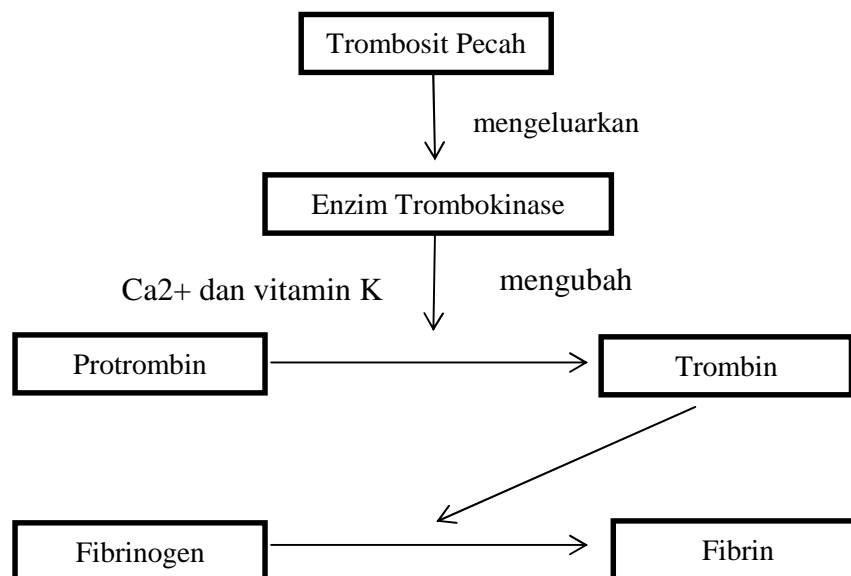 Trombosit Pecah
mengeluarkan
Enzim Trombokinase
Ca2+ dan vitamin K
mengubah
Protrombin
Trombin
Fibrinogen
Fibrin